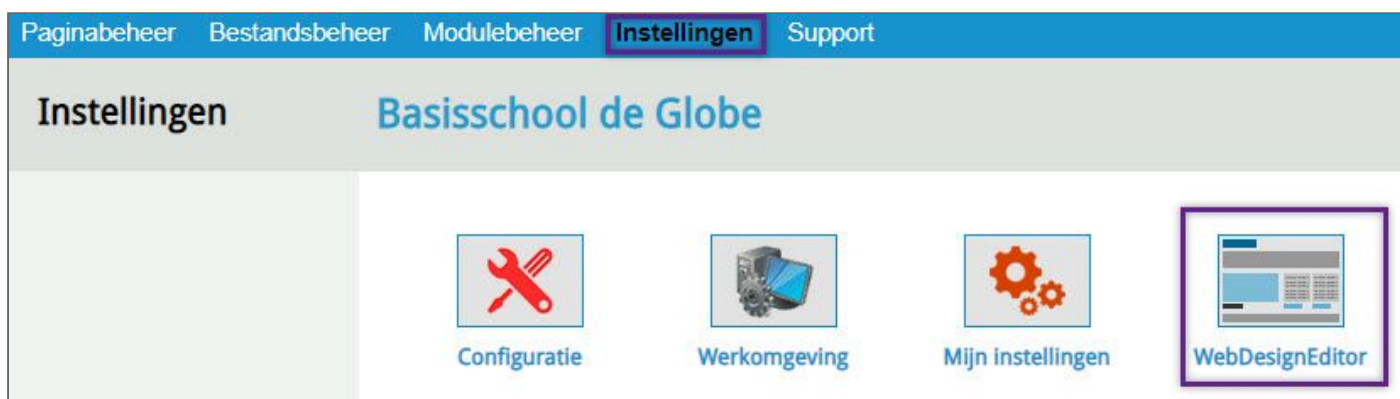 Paginabeheer Bestandsbeheer Modulebeheer Instellingen Support
Instellingen Basisschool de Globe
Configuratie Werkomgeving Mijn instellingen WebDesignEditor